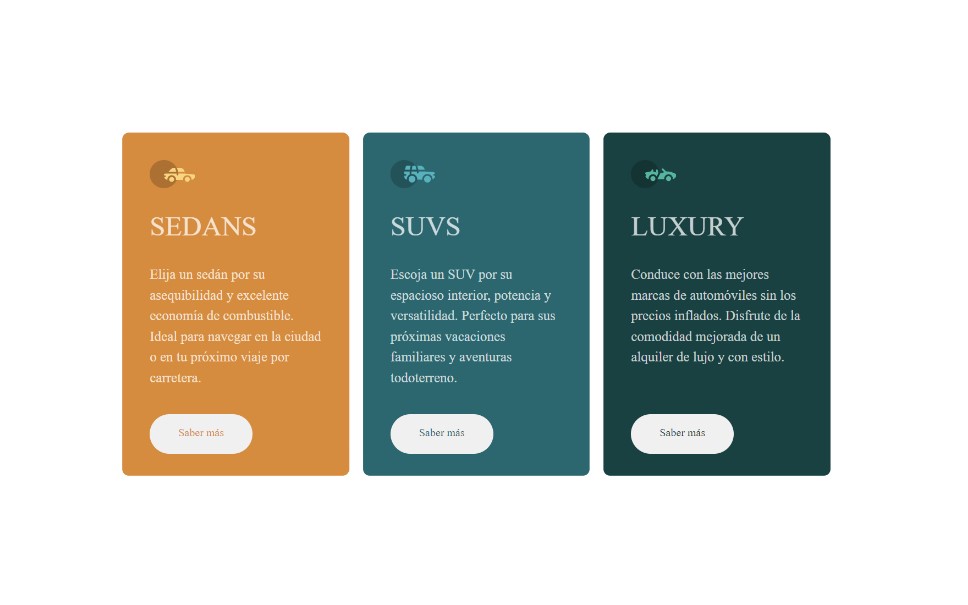 SEDANS
Elija un sedán por su
asequibilidad y excelente
economía de combustible.
Ideal para navegar en la ciudad
o en tu próximo viaje por
carretera.
Saber más
SUVS
Escoja un SUV por su
espacioso interior, potencia y
versatilidad. Perfecto para sus
próximas vacaciones
familiares y aventuras
todoterreno.
Saber más
LUXURY
Conduce con las mejores
marcas de automóviles sin los
precios inflados. Disfrute de la
comodidad mejorada de un
alquiler de lujo y con estilo.
Saber más